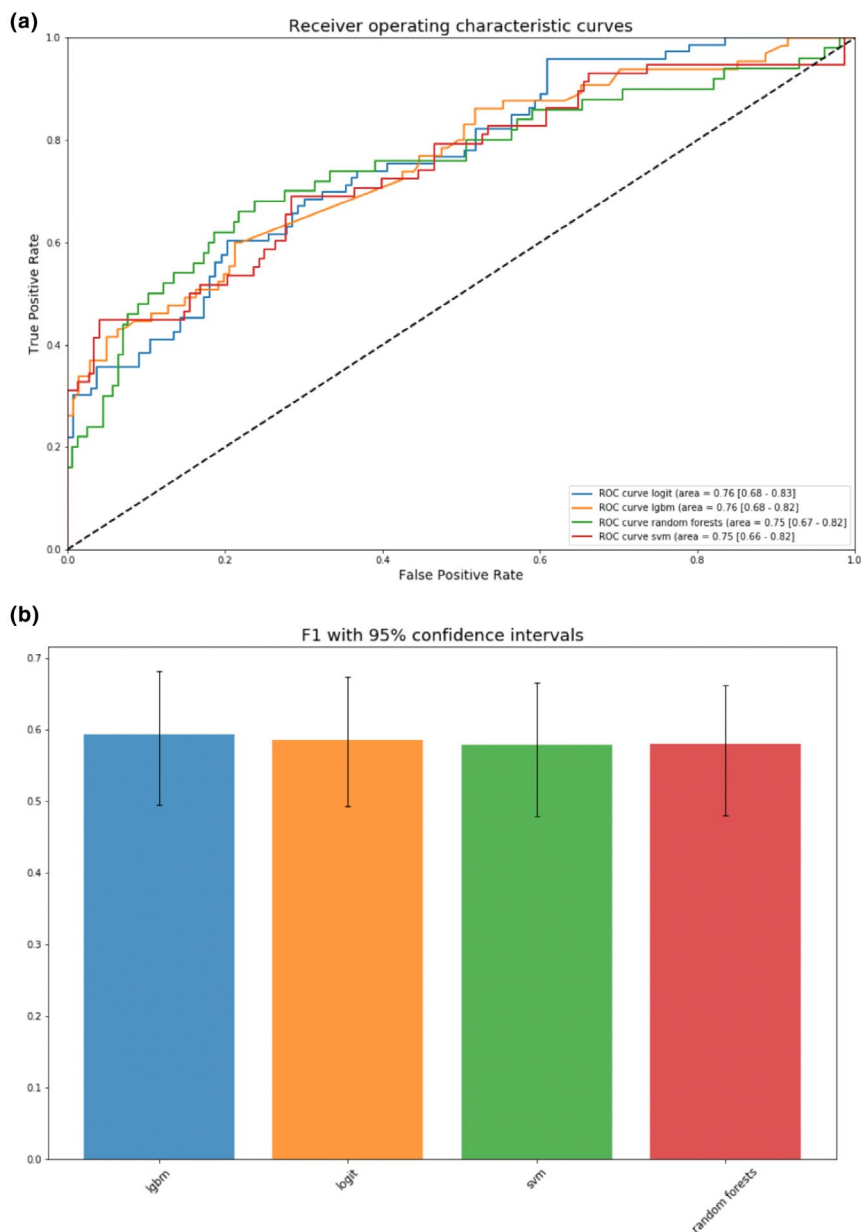 (a)
Receiver operating characteristic curves
1.0
0.8
0.6
0.4
0.2
0.0
True Positive Rate
ROC curve logit (area = 0.76 [0.68 - 0.83]
ROC curve lgbm (area = 0.76 [0.68 - 0.82]
ROC curve random forests (area = 0.75 [0.67 - 0.82]
ROC curve svm (area = 0.75 [0.66 - 0.82]
0.0 0.2 0.4 0.6 0.8 1.0
False Positive Rate
(b)
F1 with 95% confidence intervals
0.7
0.6
0.5
0.4
0.3
0.2
0.1
0.0
lgbm logit svm random forests